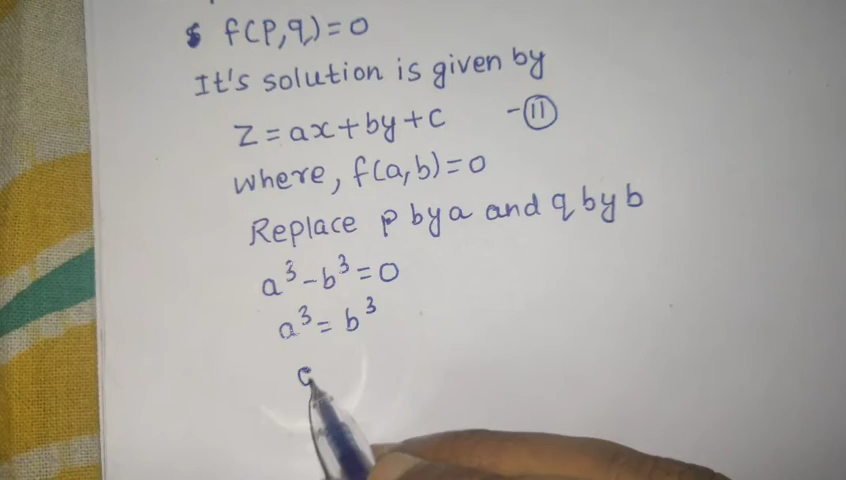 f(p,q)=0
It's solution is given by
z=ax+by+c -⑪
where, f(a,b)=0
Replace p by a and q by b
a³-b³=0
a³=b³